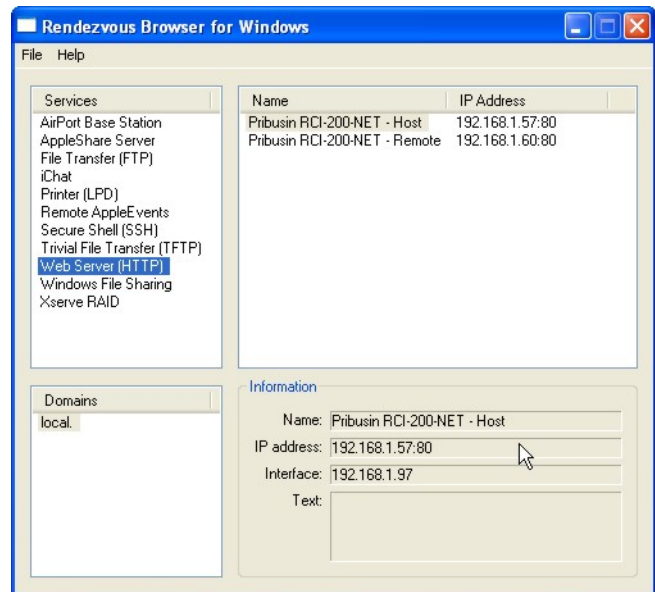 Rendezvous Browser for Windows
File Help
Services
AirPort Base Station
AppleShare Server
File Transfer (FTP)
iChat
Printer (LPD)
Remote AppleEvents
Secure Shell (SSH)
Trivial File Transfer (TFTP)
Web Server (HTTP)
Windows File Sharing
Xserve RAID
Name IP Address
Pribusin RCI-200-NET - Host 192.168.1.57:80
Pribusin RCI-200-NET - Remote 192.168.1.60:80
Domains
local.
Information
Name: Pribusin RCI-200-NET - Host
IP address: 192.168.1.57:80
Interface: 192.168.1.97
Text: